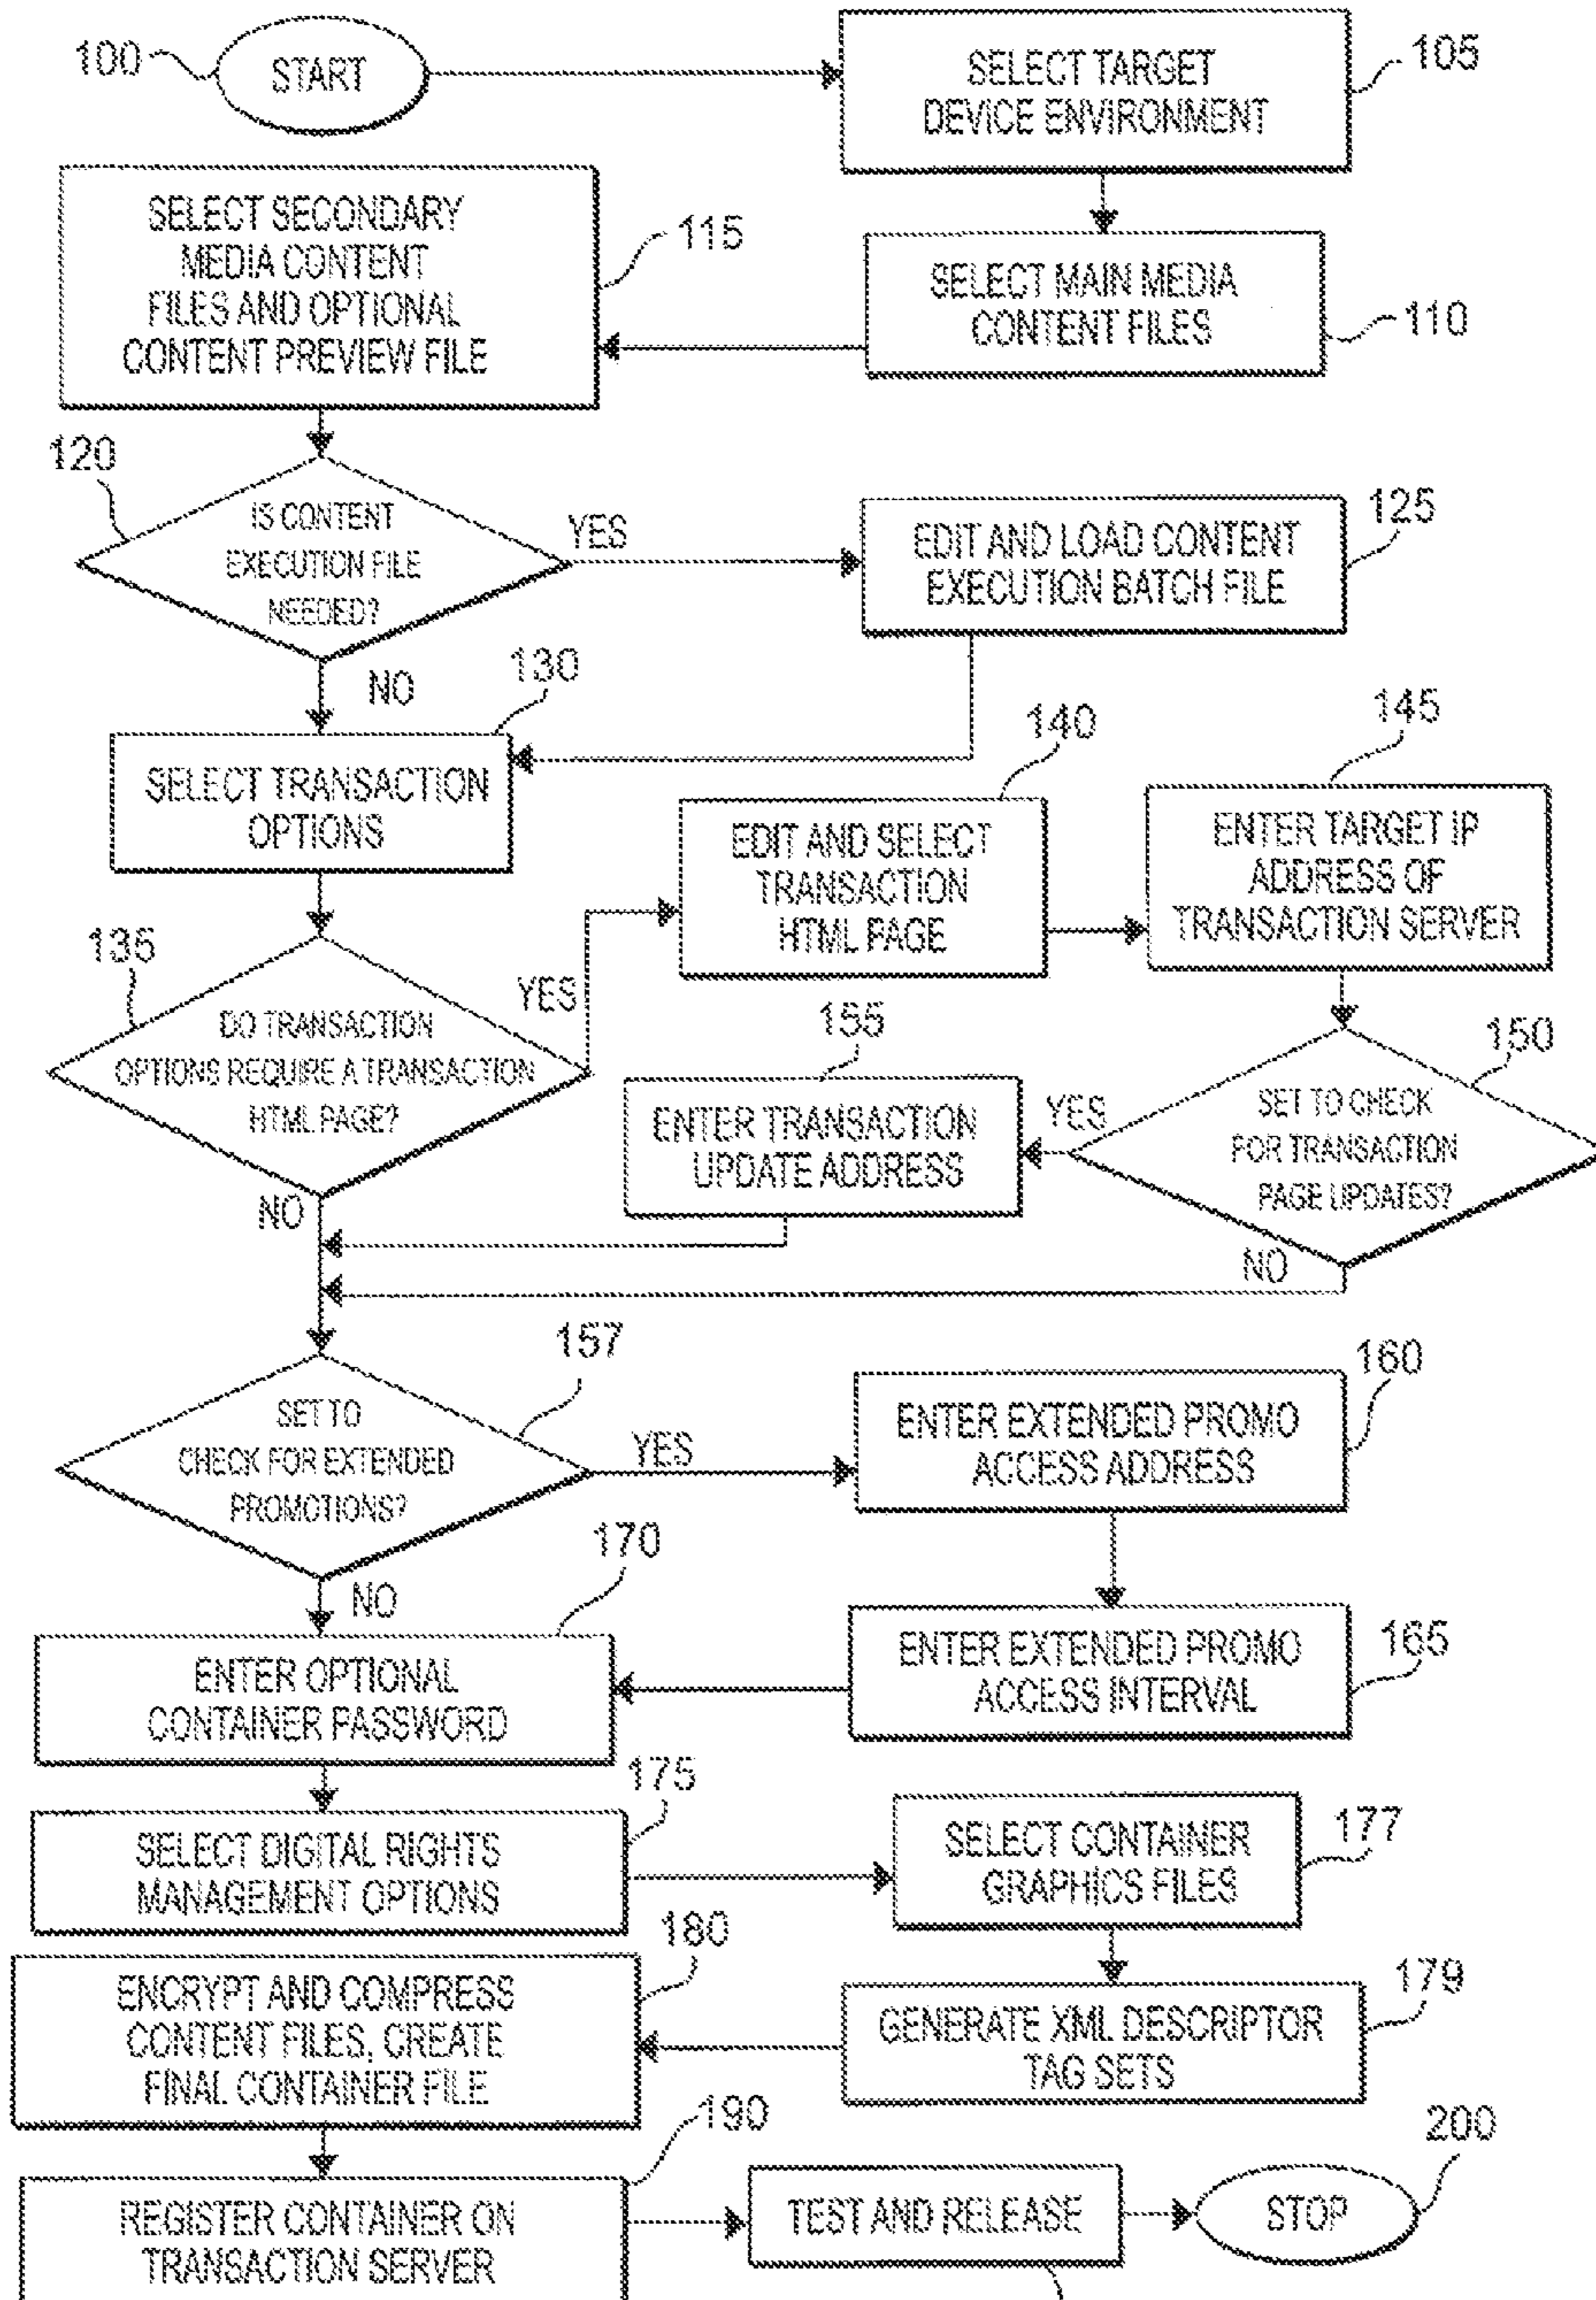 100
START
SELECT TARGET
DEVICE ENVIRONMENT
105
SELECT MAIN MEDIA
CONTENT FILES
110
SELECT SECONDARY
MEDIA CONTENT
FILES AND OPTIONAL
CONTENT PREVIEW FILE
115
120
IS CONTENT
EXECUTION FILE
NEEDED?
YES
NO
EDIT AND LOAD CONTENT
EXECUTION BATCH FILE
125
130
SELECT TRANSACTION
OPTIONS
135
DO TRANSACTION
OPTIONS REQUIRE A TRANSACTION
HTML PAGE?
YES
NO
140
EDIT AND SELECT
TRANSACTION
HTML PAGE
145
ENTER TARGET IP
ADDRESS OF
TRANSACTION SERVER
150
SET TO CHECK
FOR TRANSACTION
PAGE UPDATES?
YES
NO
155
ENTER TRANSACTION
UPDATE ADDRESS
157
SET TO
CHECK FOR EXTENDED
PROMOTIONS?
YES
NO
160
ENTER EXTENDED PROMO
ACCESS ADDRESS
165
ENTER EXTENDED PROMO
ACCESS INTERVAL
170
ENTER OPTIONAL
CONTAINER PASSWORD
175
SELECT DIGITAL RIGHTS
MANAGEMENT OPTIONS
177
SELECT CONTAINER
GRAPHICS FILES
179
GENERATE XML DESCRIPTOR
TAG SETS
180
ENCRYPT AND COMPRESS
CONTENT FILES, CREATE
FINAL CONTAINER FILE
190
REGISTER CONTAINER ON
TRANSACTION SERVER
TEST AND RELEASE
200
STOP